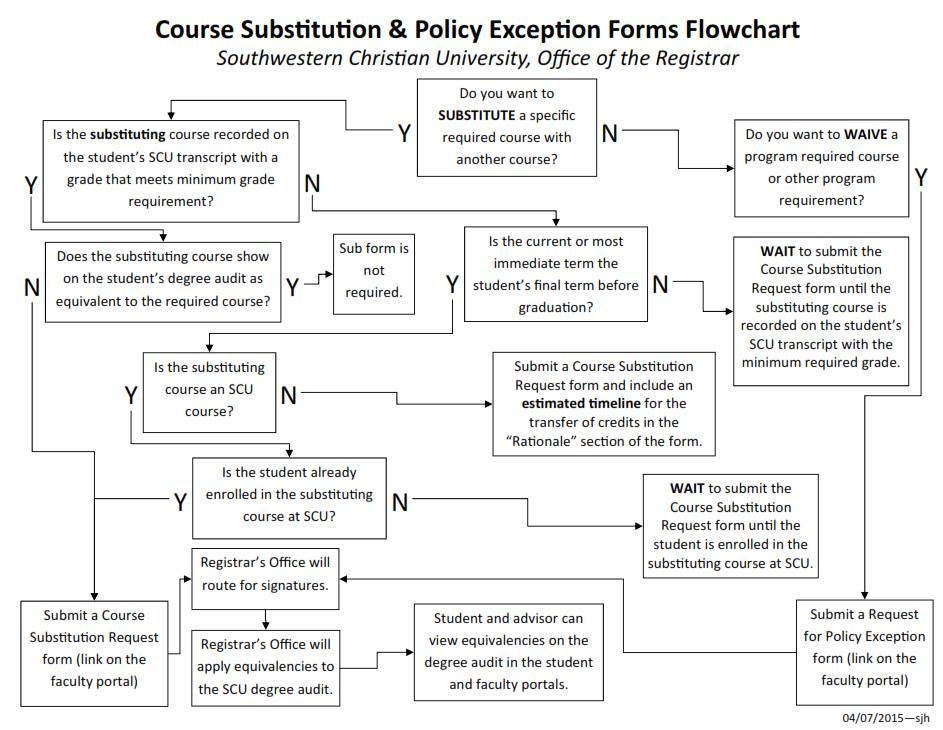 Course Substitution & Policy Exception Forms Flowchart
Southwestern Christian University, Office of the Registrar
Do you want to
SUBSTITUTE a specific
required course with
another course?
Y
N
Is the substituting course recorded on
the student's SCU transcript with a
grade that meets minimum grade
requirement?
Y
N
Do you want to WAIVE a
program required course
or other program
requirement?
Y
Does the substituting course show
on the student's degree audit as
equivalent to the required course?
N
Y
Sub form is
not
required.
Is the current or most
immediate term the
student's final term before
graduation?
Y
N
WAIT to submit the
Course Substitution
Request form until the
substituting course is
recorded on the student's
SCU transcript with the
minimum required grade.
Is the substituting
course an SCU
course?
Y
N
Submit a Course Substitution
Request form and include an
estimated timeline for the
transfer of credits in the
“Rationale” section of the form.
Is the student already
enrolled in the substituting
course at SCU?
Y
N
WAIT to submit the
Course Substitution
Request form until the
student is enrolled in the
substituting course at SCU.
Registrar's Office will
route for signatures.
Submit a Course
Substitution Request
form (link on the
faculty portal)
Registrar's Office will
apply equivalencies to
the SCU degree audit.
Student and advisor can
view equivalencies on the
degree audit in the student
and faculty portals.
Submit a Request
for Policy Exception
form (link on the
faculty portal)
04/07/2015—sjh